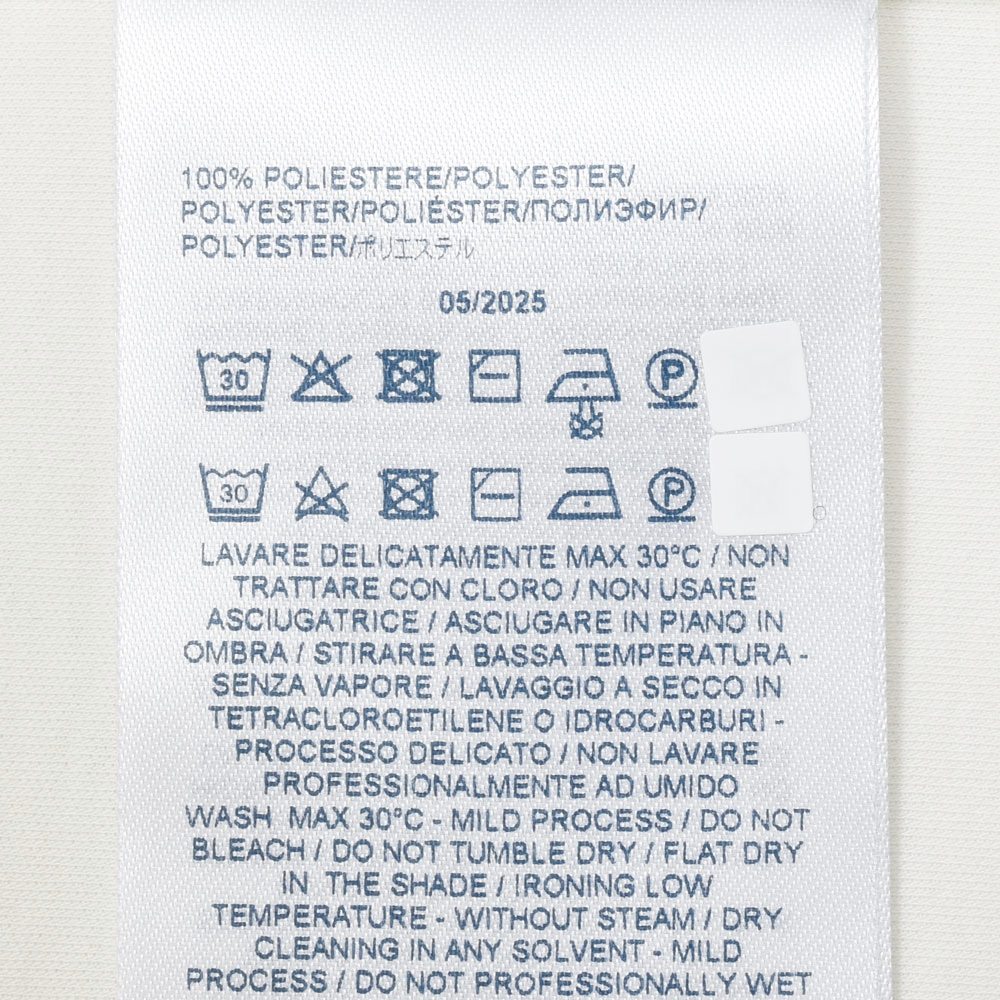 100% POLIESTERE/POLYESTER/
POLYESTER/POLIÉSTER/ПОЛИЭФИР/
POLYESTER/ポリエステル
05/2025
30 P
30 P
LAVARE DELICATAMENTE MAX 30°C / NON
TRATTARE CON CLORO / NON USARE
ASCIUGATRICE / ASCIUGARE IN PIANO IN
OMBRA / STIRARE A BASSA TEMPERATURA -
SENZA VAPORE / LAVAGGIO A SECCO IN
TETRACLOROETILENE O IDROCARBURI -
PROCESSO DELICATO / NON LAVARE
PROFESSIONALMENTE AD UMIDO
WASH MAX 30°C - MILD PROCESS / DO NOT
BLEACH / DO NOT TUMBLE DRY / FLAT DRY
IN THE SHADE / IRONING LOW
TEMPERATURE - WITHOUT STEAM / DRY
CLEANING IN ANY SOLVENT - MILD
PROCESS / DO NOT PROFESSIONALLY WET